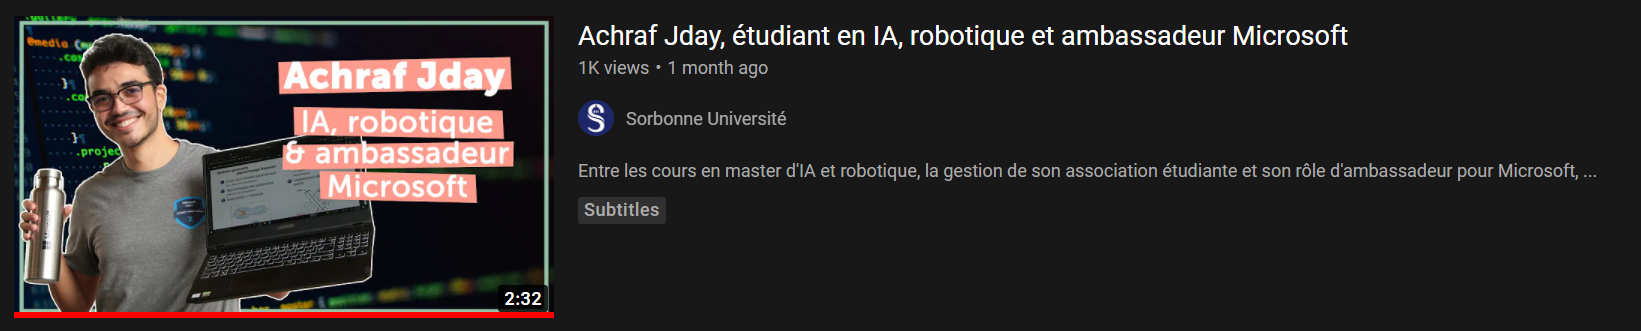 @media
Achraf Jday
IA, robotique
& ambassadeur
Microsoft
2:32
Achraf Jday, étudiant en IA, robotique et ambassadeur Microsoft
1K views • 1 month ago
Sorbonne Université
Entre les cours en master d'IA et robotique, la gestion de son association étudiante et son rôle d'ambassadeur pour Microsoft, ...
Subtitles